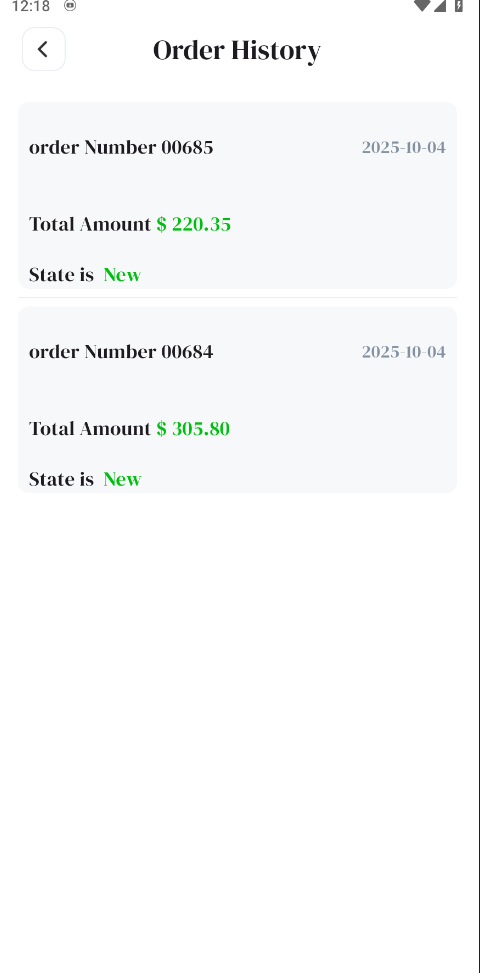 12:18
Order History
order Number 00685 2025-10-04
Total Amount $ 220.35
State is New
order Number 00684 2025-10-04
Total Amount $ 305.80
State is New